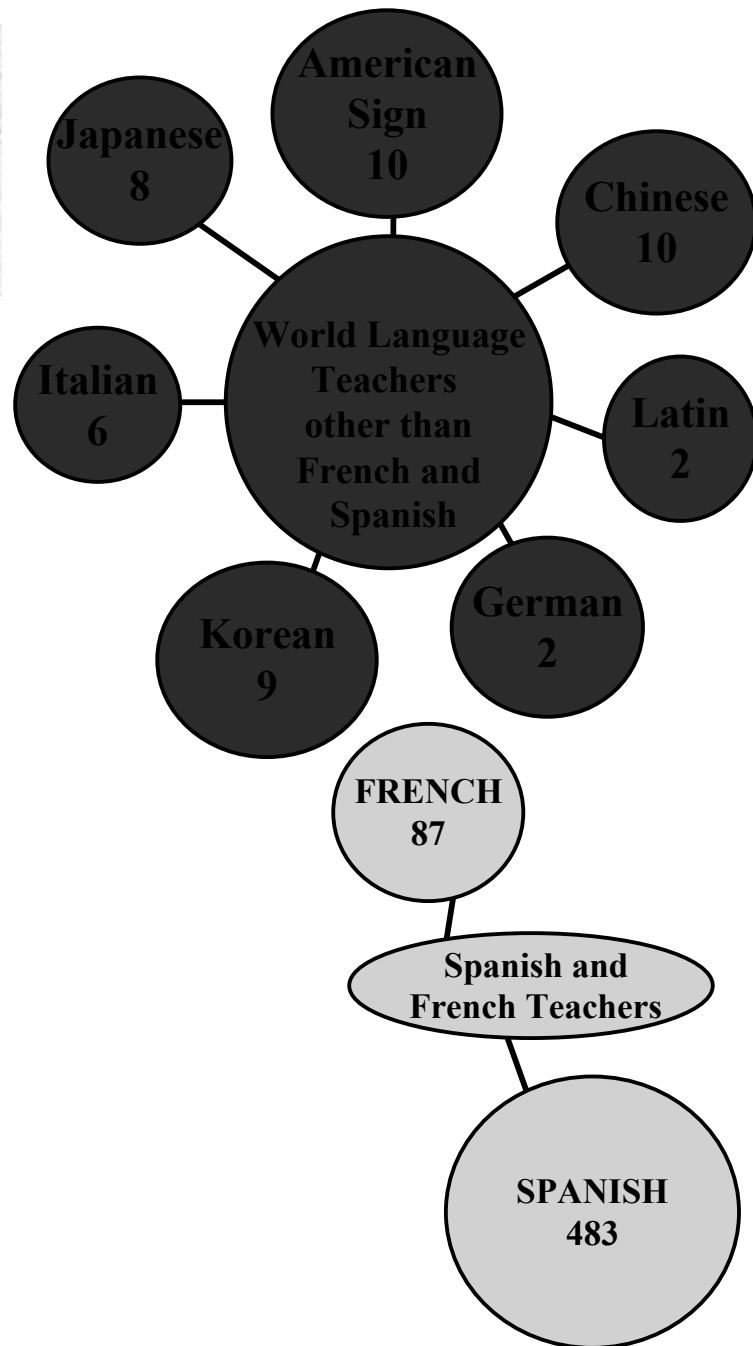 American
Sign
10
Japanese
8
Chinese
10
World Language
Teachers
other than
French and
Spanish
Italian
6
Latin
2
German
2
Korean
9
FRENCH
87
Spanish and
French Teachers
SPANISH
483